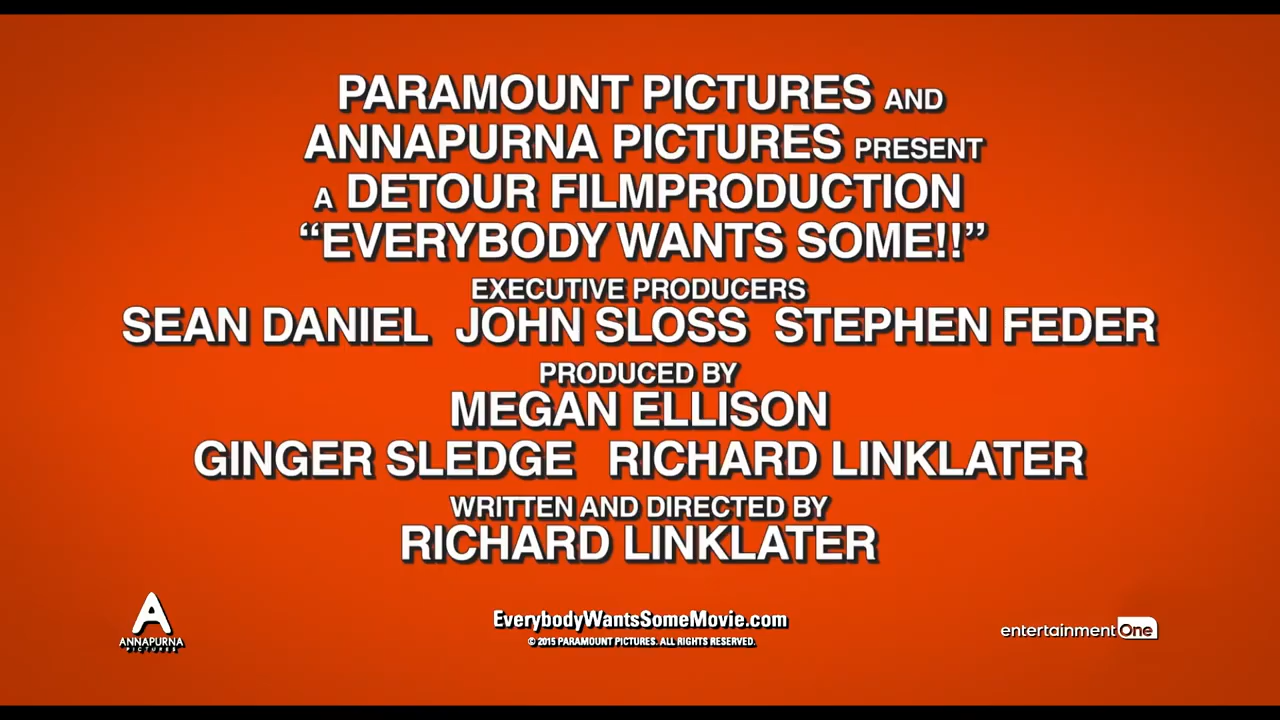 PARAMOUNT PICTURES AND
ANNAPURNA PICTURES PRESENT
A DETOUR FILMPRODUCTION
“EVERYBODY WANTS SOME!!”
EXECUTIVE PRODUCERS
SEAN DANIEL JOHN SLOSS STEPHEN FEDER
PRODUCED BY
MEGAN ELLISON
GINGER SLEDGE RICHARD LINKLATER
WRITTEN AND DIRECTED BY
RICHARD LINKLATER
A
ANNAPURNA
PICTURES
EverybodyWantsSomeMovie.com
© 2015 PARAMOUNT PICTURES. ALL RIGHTS RESERVED.
entertainment One